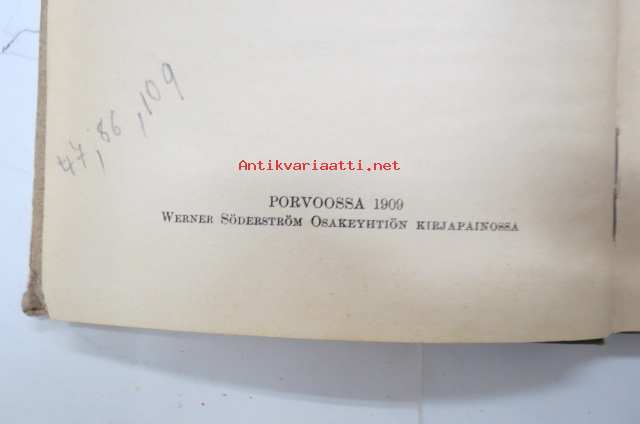 47, 86, 109
Antikvariaatti.net
PORVOOSSA 1909
WERNER SÖDERSTRÖM OSAKEYHTIÖN KIRJAPAINOSSA